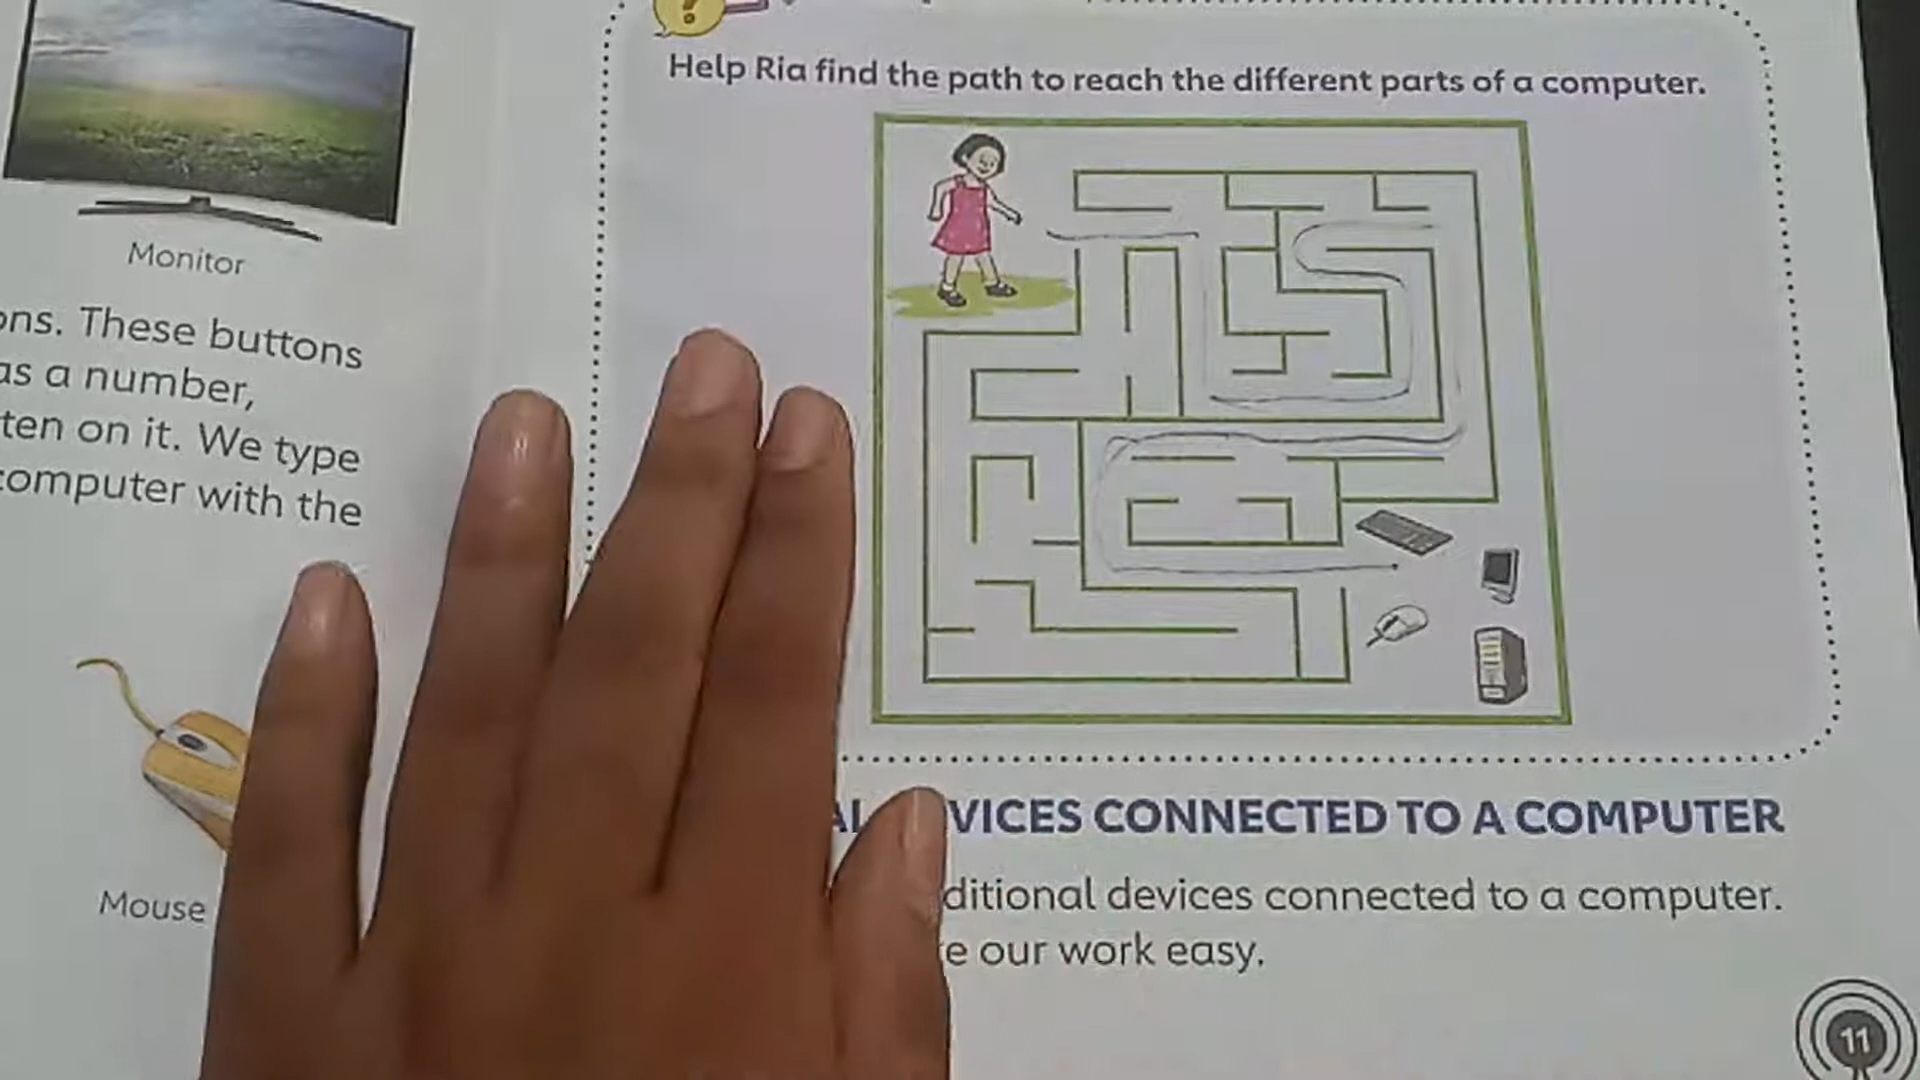 Monitor
ons. These buttons
as a number,
ten on it. We type
computer with the
Mouse
Help Ria find the path to reach the different parts of a computer.
VICES CONNECTED TO A COMPUTER
ditional devices connected to a computer.
e our work easy.
11